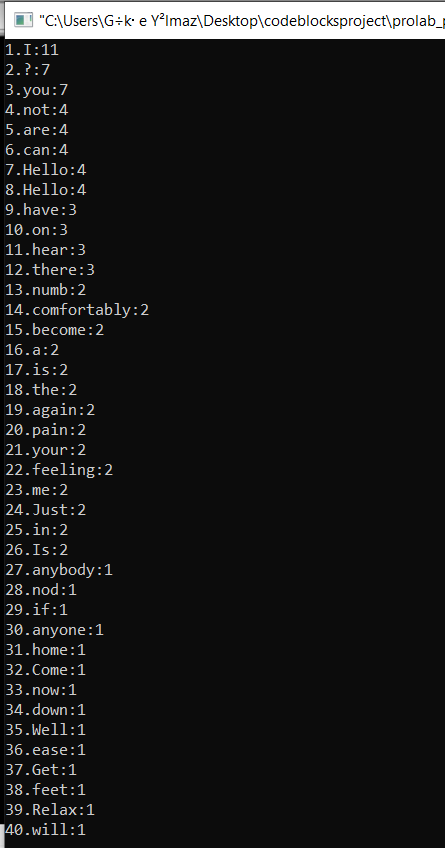 "C:\Users\G÷k· e Y²lmaz\Desktop\codeblocksproject\prolab_p
1.I:11
2.?:7
3.you:7
4.not:4
5.are:4
6.can:4
7.Hello:4
8.Hello:4
9.have:3
10.on:3
11.hear:3
12.there:3
13.numb:2
14.comfortably:2
15.become:2
16.a:2
17.is:2
18.the:2
19.again:2
20.pain:2
21.your:2
22.feeling:2
23.me:2
24.Just:2
25.in:2
26.Is:2
27.anybody:1
28.nod:1
29.if:1
30.anyone:1
31.home:1
32.Come:1
33.now:1
34.down:1
35.Well:1
36.ease:1
37.Get:1
38.feet:1
39.Relax:1
40.will:1